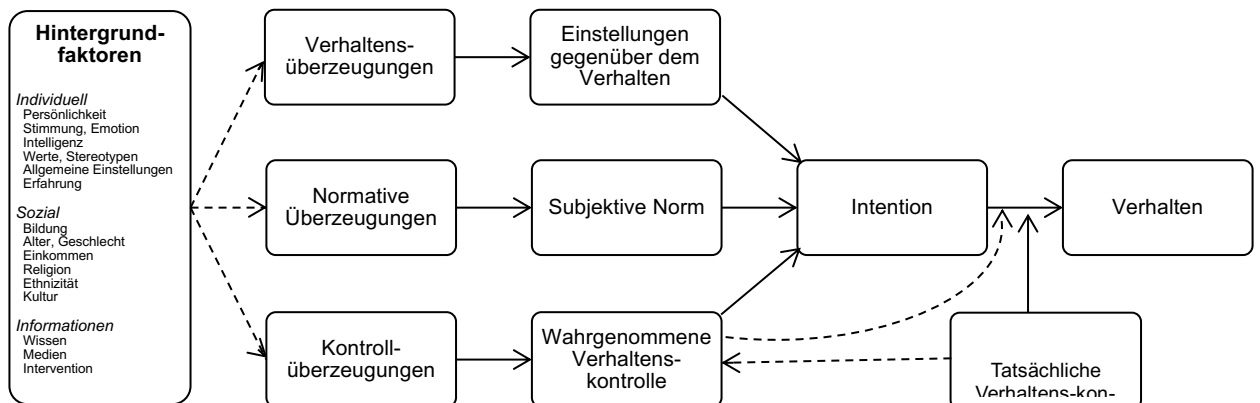 Hintergrund-
faktoren
Individuell
Persönlichkeit
Stimmung, Emotion
Intelligenz
Werte, Stereotypen
Allgemeine Einstellungen
Erfahrung
Sozial
Bildung
Alter, Geschlecht
Einkommen
Religion
Ethnizität
Kultur
Informationen
Wissen
Medien
Intervention
Verhaltens-
überzeugungen
Einstellungen
gegenüber dem
Verhalten
Normative
Überzeugungen
Subjektive Norm
Intention
Verhalten
Kontroll-
überzeugungen
Wahrgenommene
Verhaltens-
kontrolle
Tatsächliche
Verhaltens-kon-